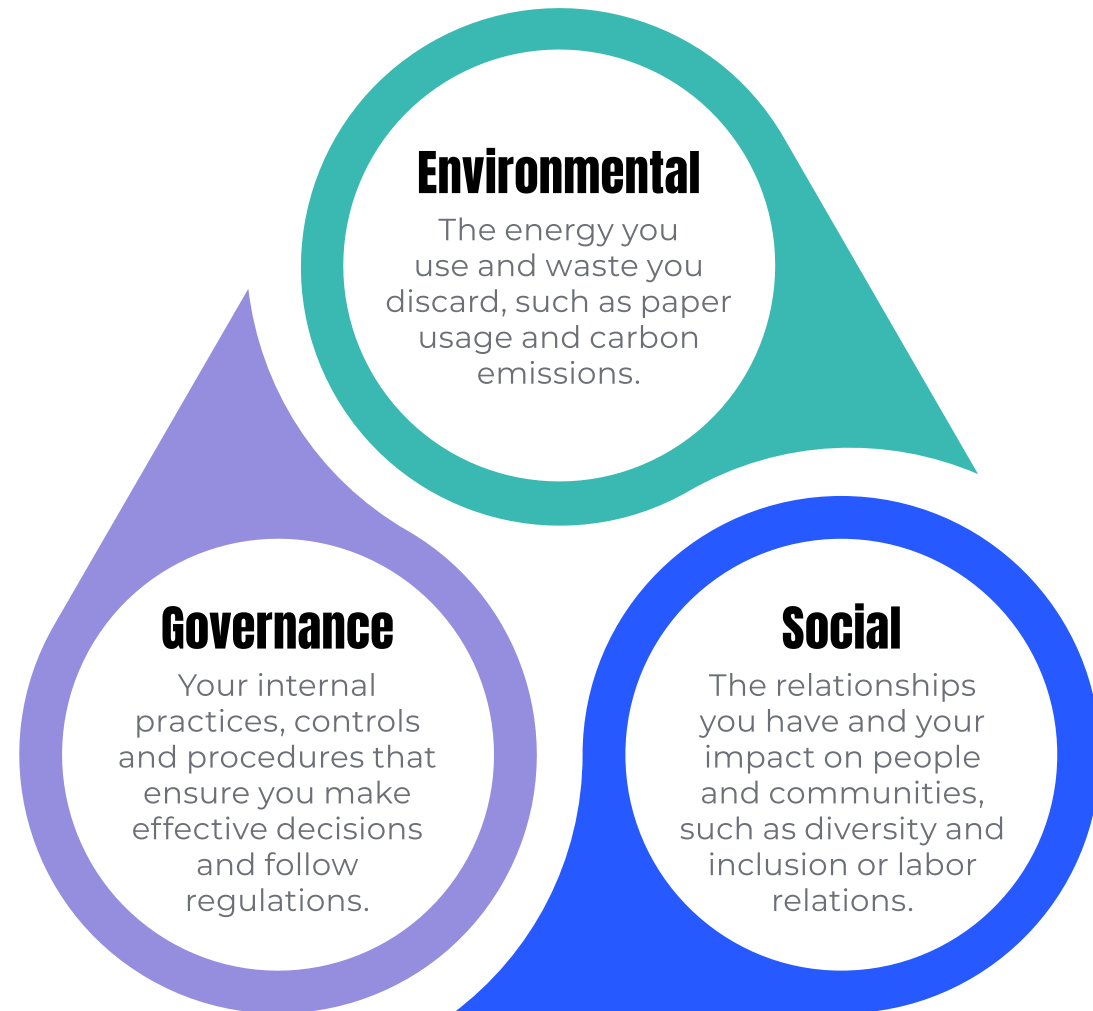 Environmental
The energy you
use and waste you
discard, such as paper
usage and carbon
emissions.
Governance
Your internal
practices, controls
and procedures that
ensure you make
effective decisions
and follow
regulations.
Social
The relationships
you have and your
impact on people
and communities,
such as diversity and
inclusion or labor
relations.